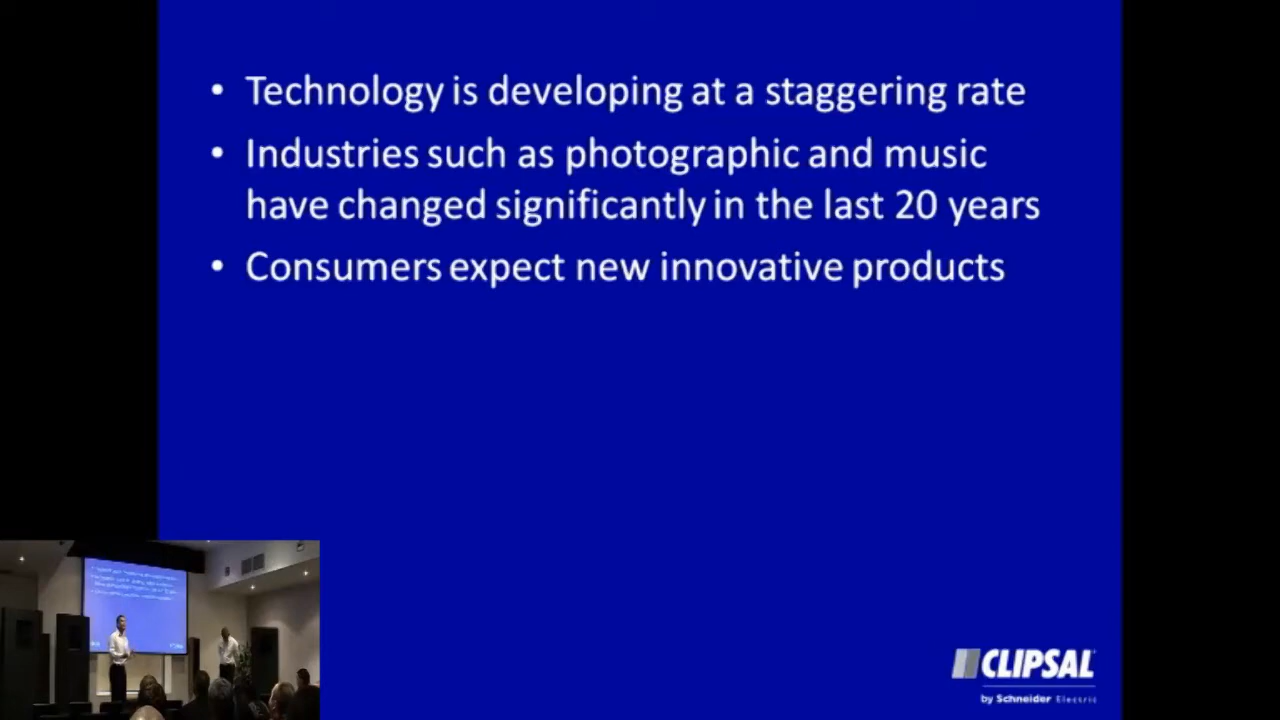 • Technology is developing at a staggering rate
• Industries such as photographic and music
have changed significantly in the last 20 years
• Consumers expect new innovative products
CLIPSAL
by Schneider Electric